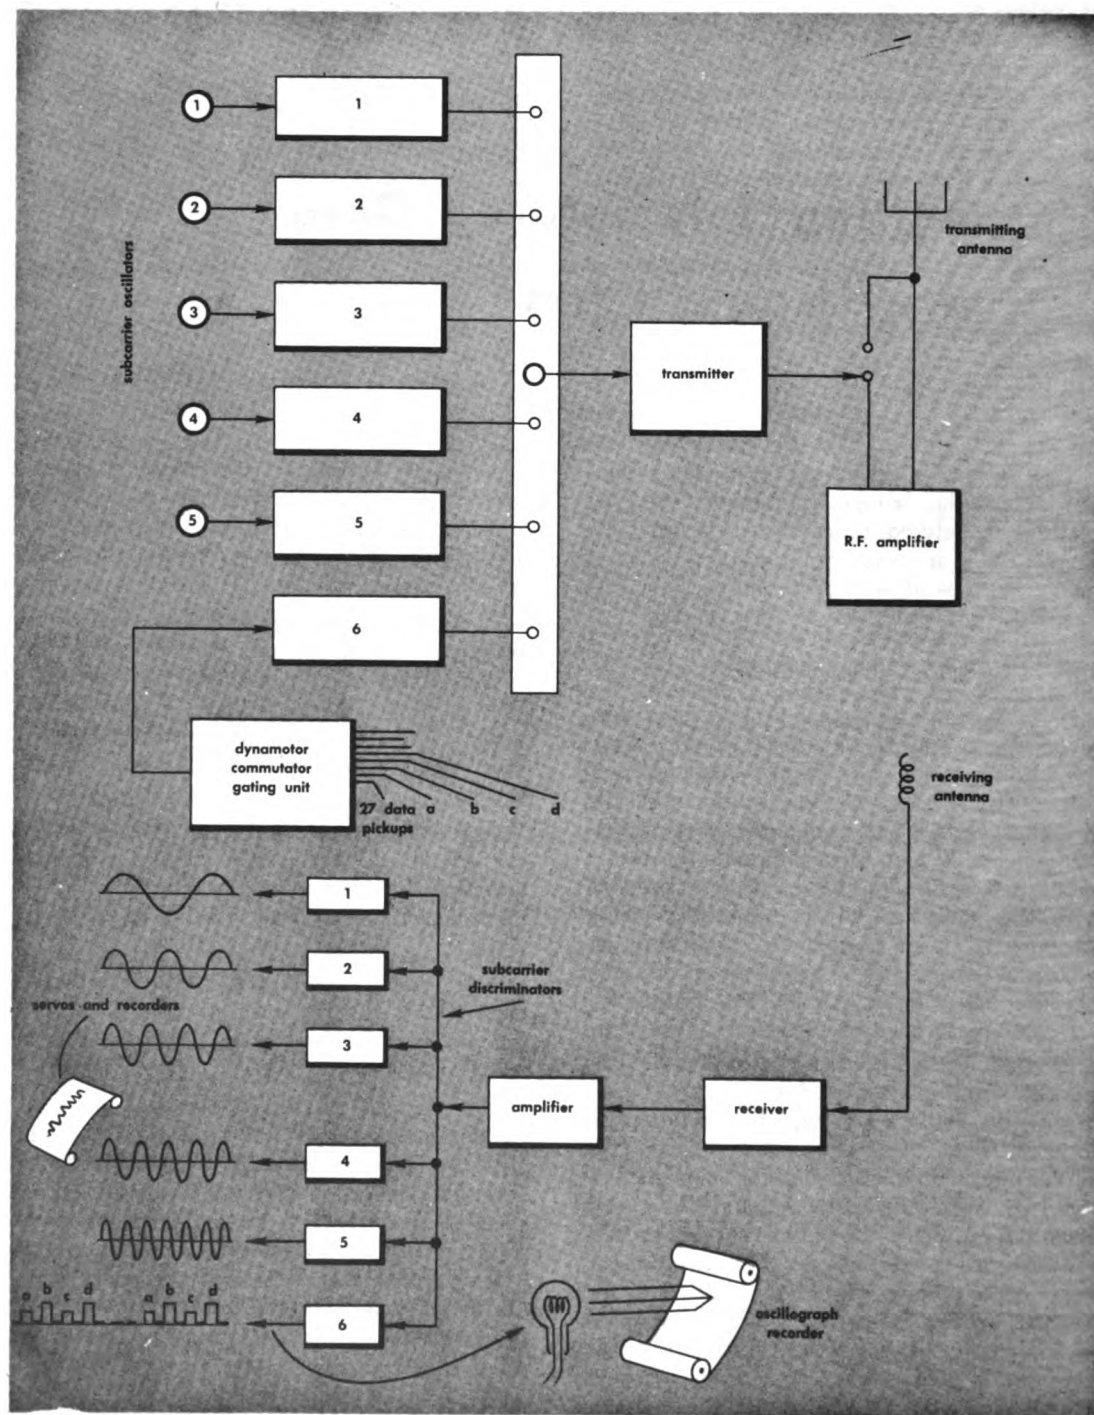 1
1
2
2
subcarrier oscillators
3
3
4
4
5
5
6
transmitting
antenna
transmitter
R.F. amplifier
dynamotor
commutator
gating unit
27 data
pickups
a
b
c
d
receiving
antenna
1
2
subcarrier
discriminators
servos and recorders
3
amplifier
receiver
4
5
a
b
c
d
a
b
c
d
6
oscillograph
recorder